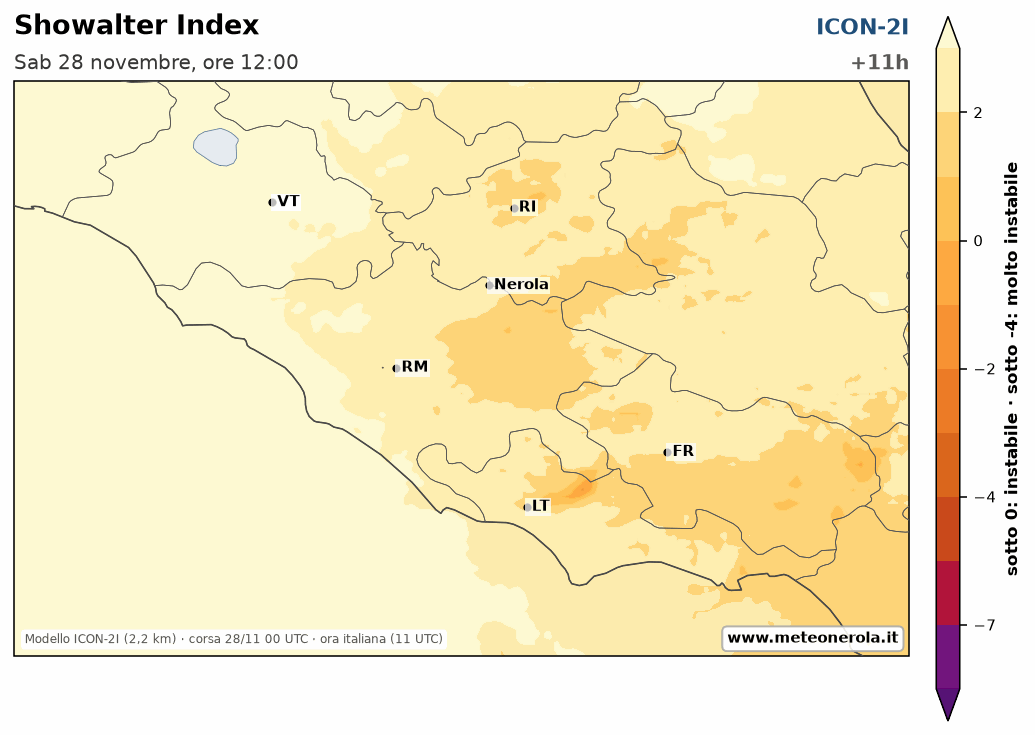 Showalter Index
ICON-2I
Sab 28 novembre, ore 12:00
+11h
VT
RI
Nerola
RM
FR
LT
Modello ICON-2I (2,2 km) · corsa 28/11 00 UTC · ora italiana (11 UTC)
www.meteonerola.it
2
0
−2
−4
−7
sotto 0: instabile · sotto -4: molto instabile